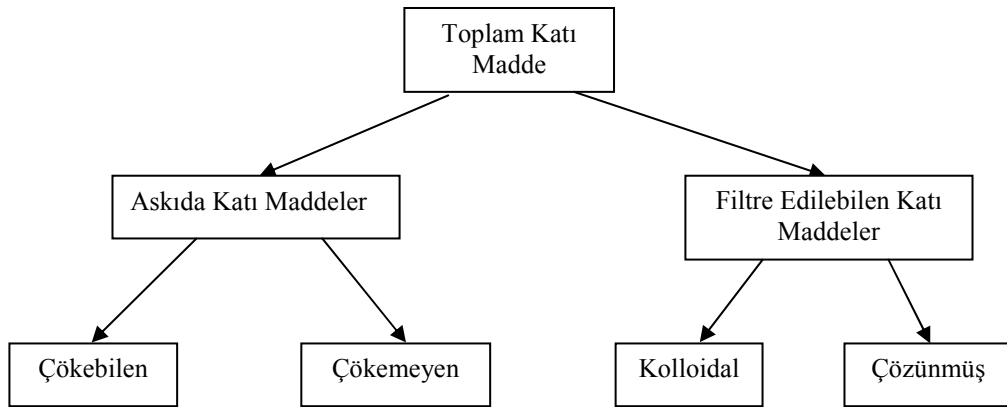 Toplam Katı
Madde
Askıda Katı Maddeler
Filtre Edilebilen Katı
Maddeler
Çökebilen
Çökemeyen
Kolloidal
Çözünmüş